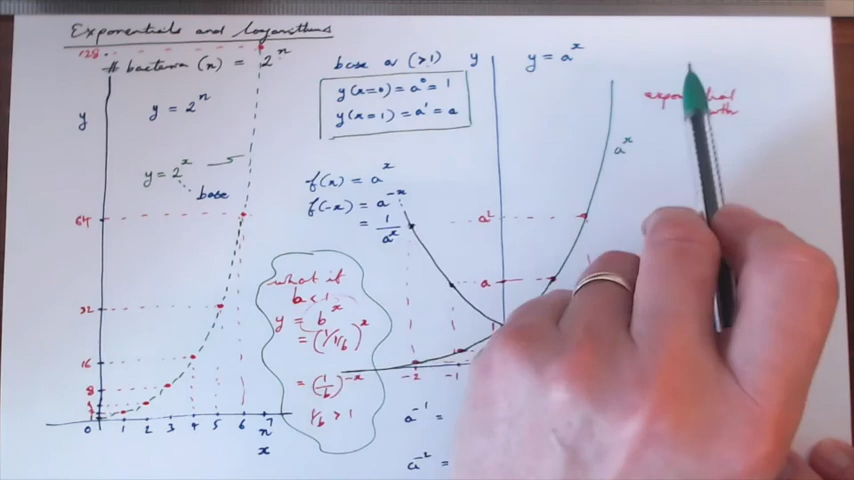 Exponentials and logarithms
128
# bacterium (n) = 2^n
y
y = 2^n
y = 2^x
base
64
32
16
8
0 1 2 3 4 5 6 7
n
x
base a (>1)
y(x=0) = a^0 = 1
y(x=1) = a^1 = a
f(x) = a^x
f(-x) = a^-x
= 1/a^x
what if
b < 1
y = b^x
= (1/1/b)^x
= (1/b)^-x
1/b > 1
y
y = a^x
a^x
a^2
a
-2 -1
a^-1 =
a^-2 =